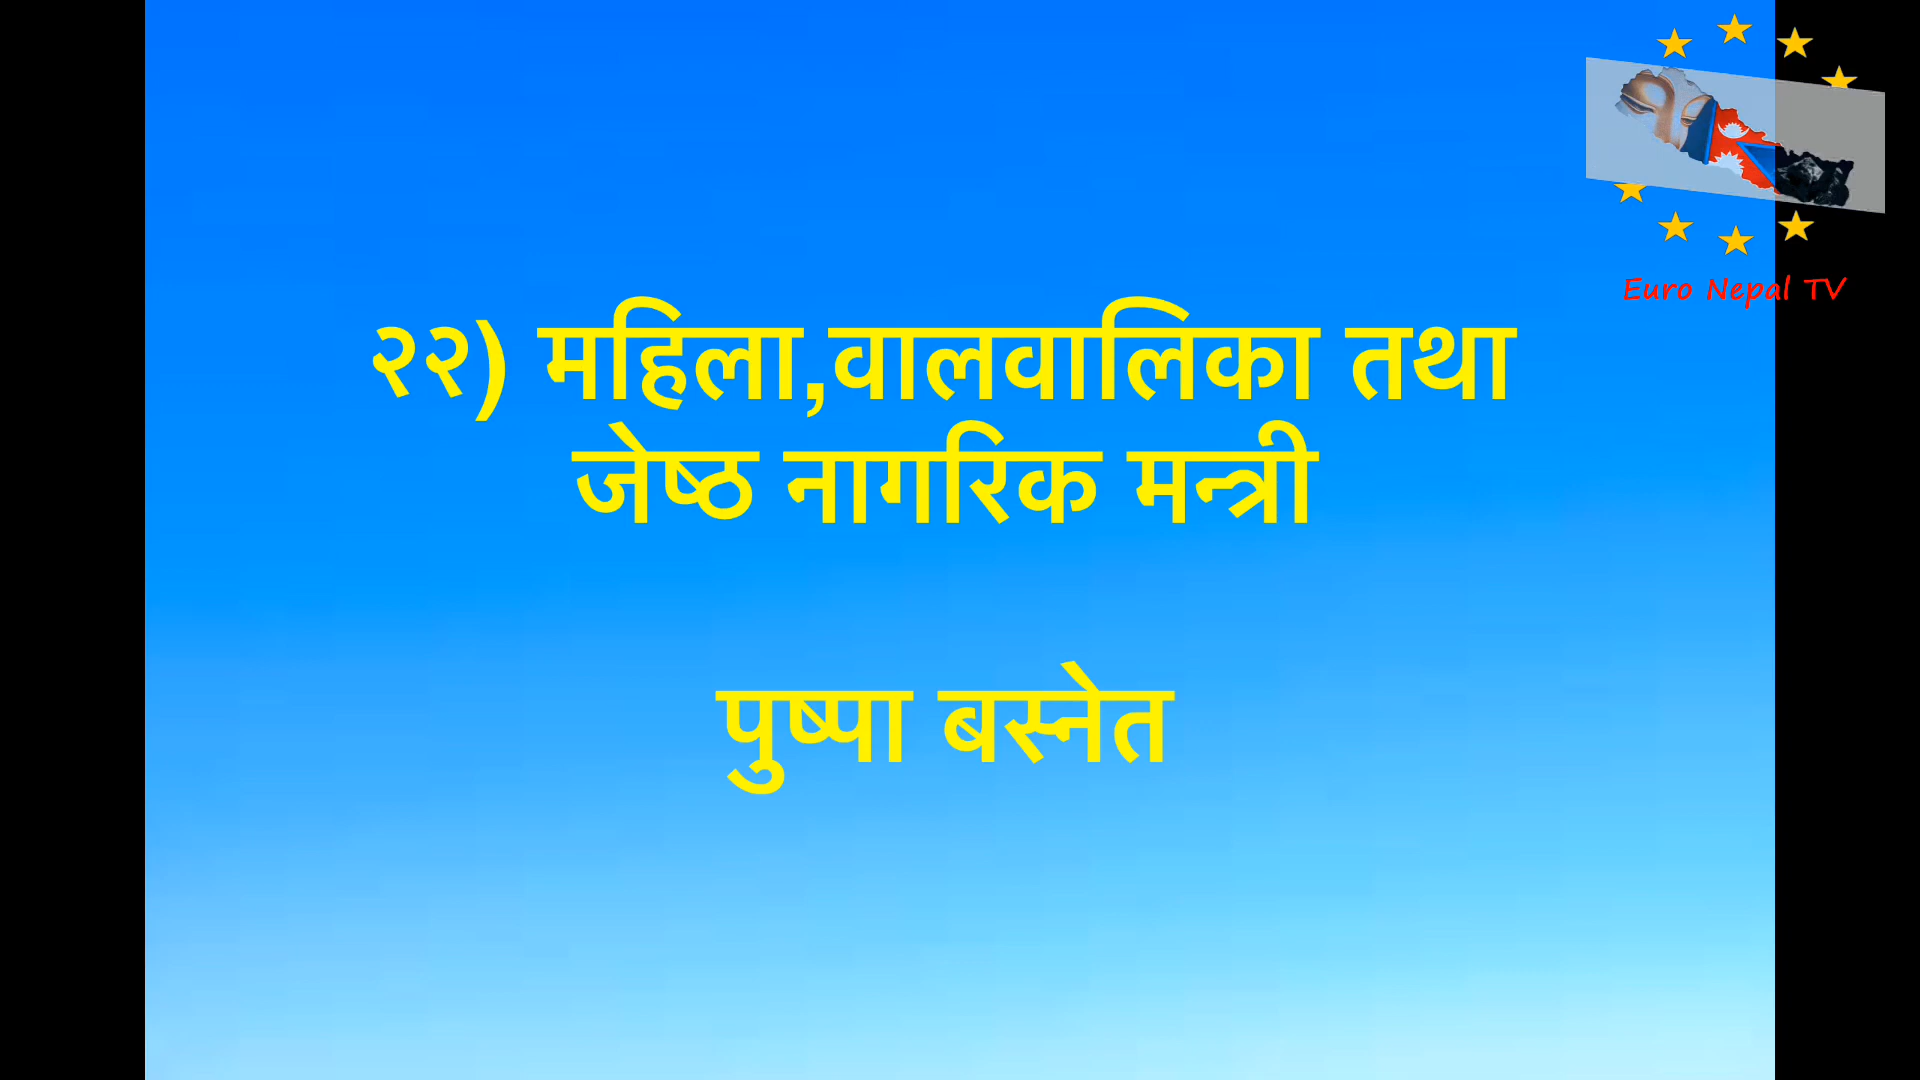 Euro Nepal TV
२२) महिला,वालवालिका तथा
जेष्ठ नागरिक मन्त्री
पुष्पा बस्नेत